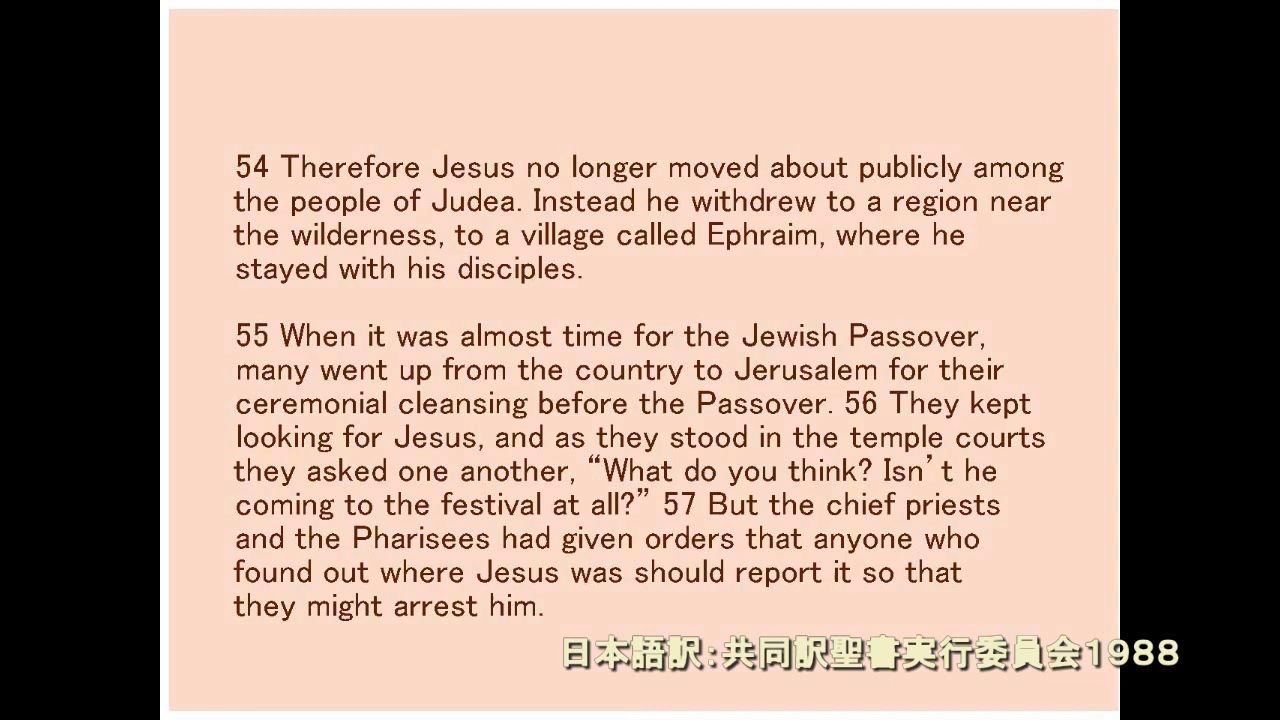 54 Therefore Jesus no longer moved about publicly among
the people of Judea. Instead he withdrew to a region near
the wilderness, to a village called Ephraim, where he
stayed with his disciples.
55 When it was almost time for the Jewish Passover,
many went up from the country to Jerusalem for their
ceremonial cleansing before the Passover. 56 They kept
looking for Jesus, and as they stood in the temple courts
they asked one another, “What do you think? Isn’t he
coming to the festival at all?” 57 But the chief priests
and the Pharisees had given orders that anyone who
found out where Jesus was should report it so that
they might arrest him.
日本語訳:共同訳聖書実行委員会1988